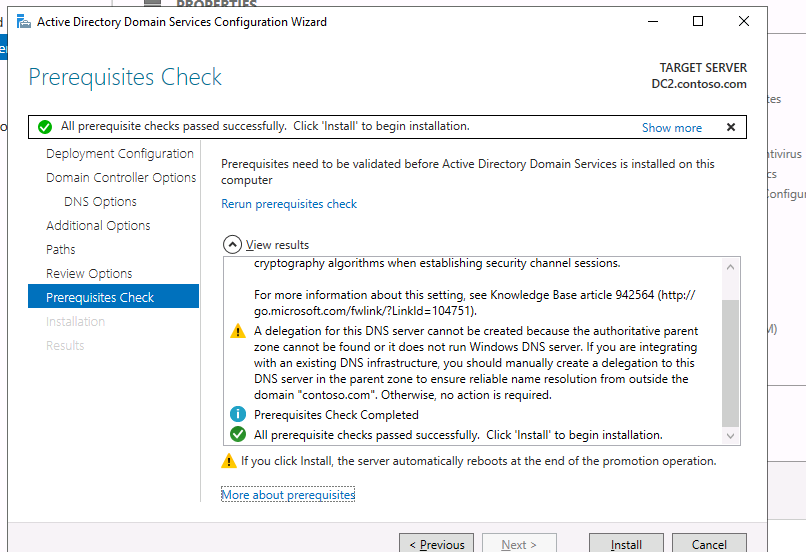 PROPERTIES
Active Directory Domain Services Configuration Wizard
Prerequisites Check
TARGET SERVER
DC2.contoso.com
All prerequisite checks passed successfully. Click 'Install' to begin installation.
Show more
Deployment Configuration
Domain Controller Options
DNS Options
Additional Options
Paths
Review Options
Prerequisites Check
Installation
Results
Prerequisites need to be validated before Active Directory Domain Services is installed on this
computer
Rerun prerequisites check
View results
cryptography algorithms when establishing security channel sessions.
For more information about this setting, see Knowledge Base article 942564 (http://
go.microsoft.com/fwlink/?LinkId=104751).
A delegation for this DNS server cannot be created because the authoritative parent
zone cannot be found or it does not run Windows DNS server. If you are integrating
with an existing DNS infrastructure, you should manually create a delegation to this
DNS server in the parent zone to ensure reliable name resolution from outside the
domain "contoso.com". Otherwise, no action is required.
Prerequisites Check Completed
All prerequisite checks passed successfully. Click 'Install' to begin installation.
If you click Install, the server automatically reboots at the end of the promotion operation.
More about prerequisites
< Previous
Next >
Install
Cancel